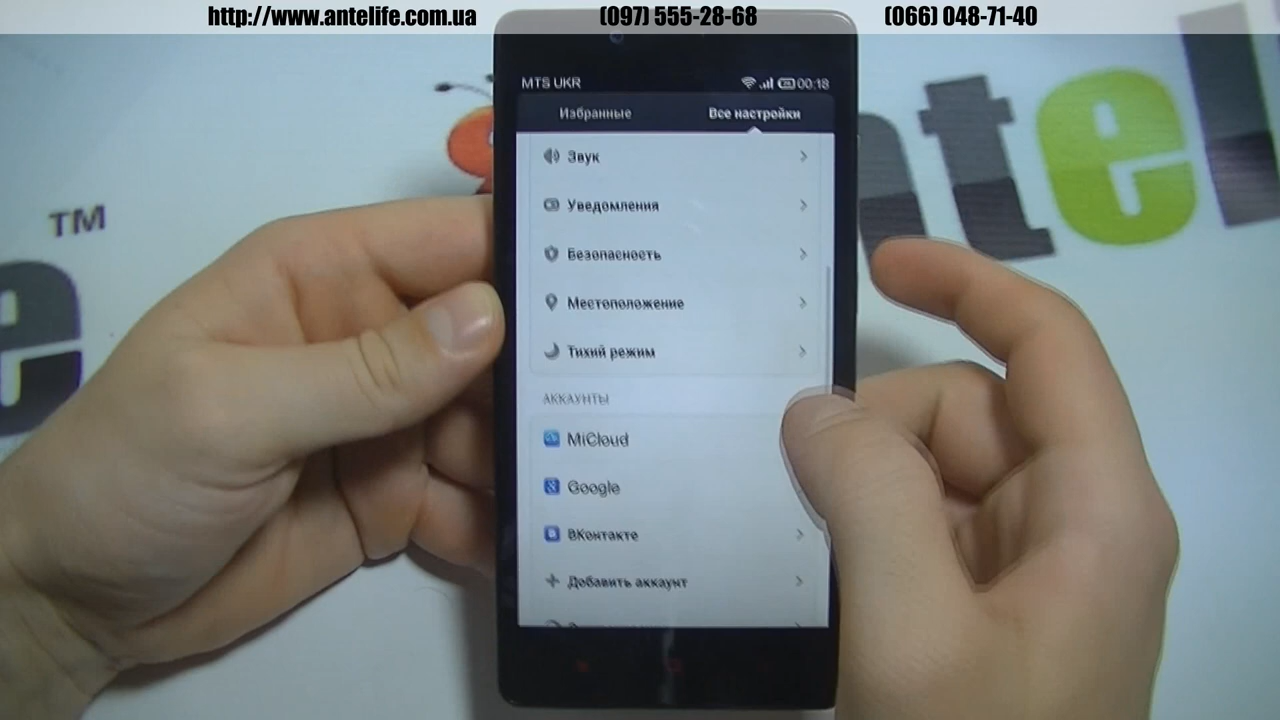 http://www.antelife.com.ua (097) 555-28-68 (066) 048-71-40
MTS UKR 00:18
Избранные Все настройки
Звук
Уведомления
Безопасность
Местоположение
Тихий режим
АККАУНТЫ
MiCloud
Google
ВКонтакте
Добавить аккаунт
TM
e
ntel